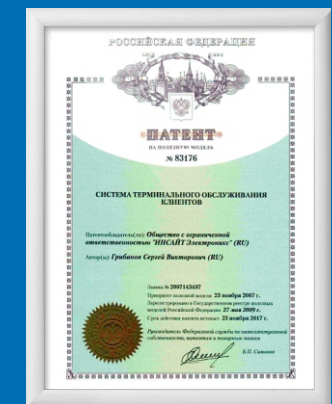 РОССИЙСКАЯ ФЕДЕРАЦИЯ
ПАТЕНТ
НА ПОЛЕЗНУЮ МОДЕЛЬ
№ 83176
СИСТЕМА ТЕРМИНАЛЬНОГО ОБСЛУЖИВАНИЯ
КЛИЕНТОВ
Патентообладатель(ли): Общество с ограниченной
ответственностью "ИНСАЙТ Электроникс" (RU)
Автор(ы): Грибанов Сергей Викторович (RU)
Заявка № 2007143497
Приоритет полезной модели 23 ноября 2007 г.
Зарегистрировано в Государственном реестре полезных
моделей Российской Федерации 27 мая 2009 г.
Срок действия патента истекает 23 ноября 2017 г.
Руководитель Федеральной службы по интеллектуальной
собственности, патентам и товарным знакам
Б.П. Симонов